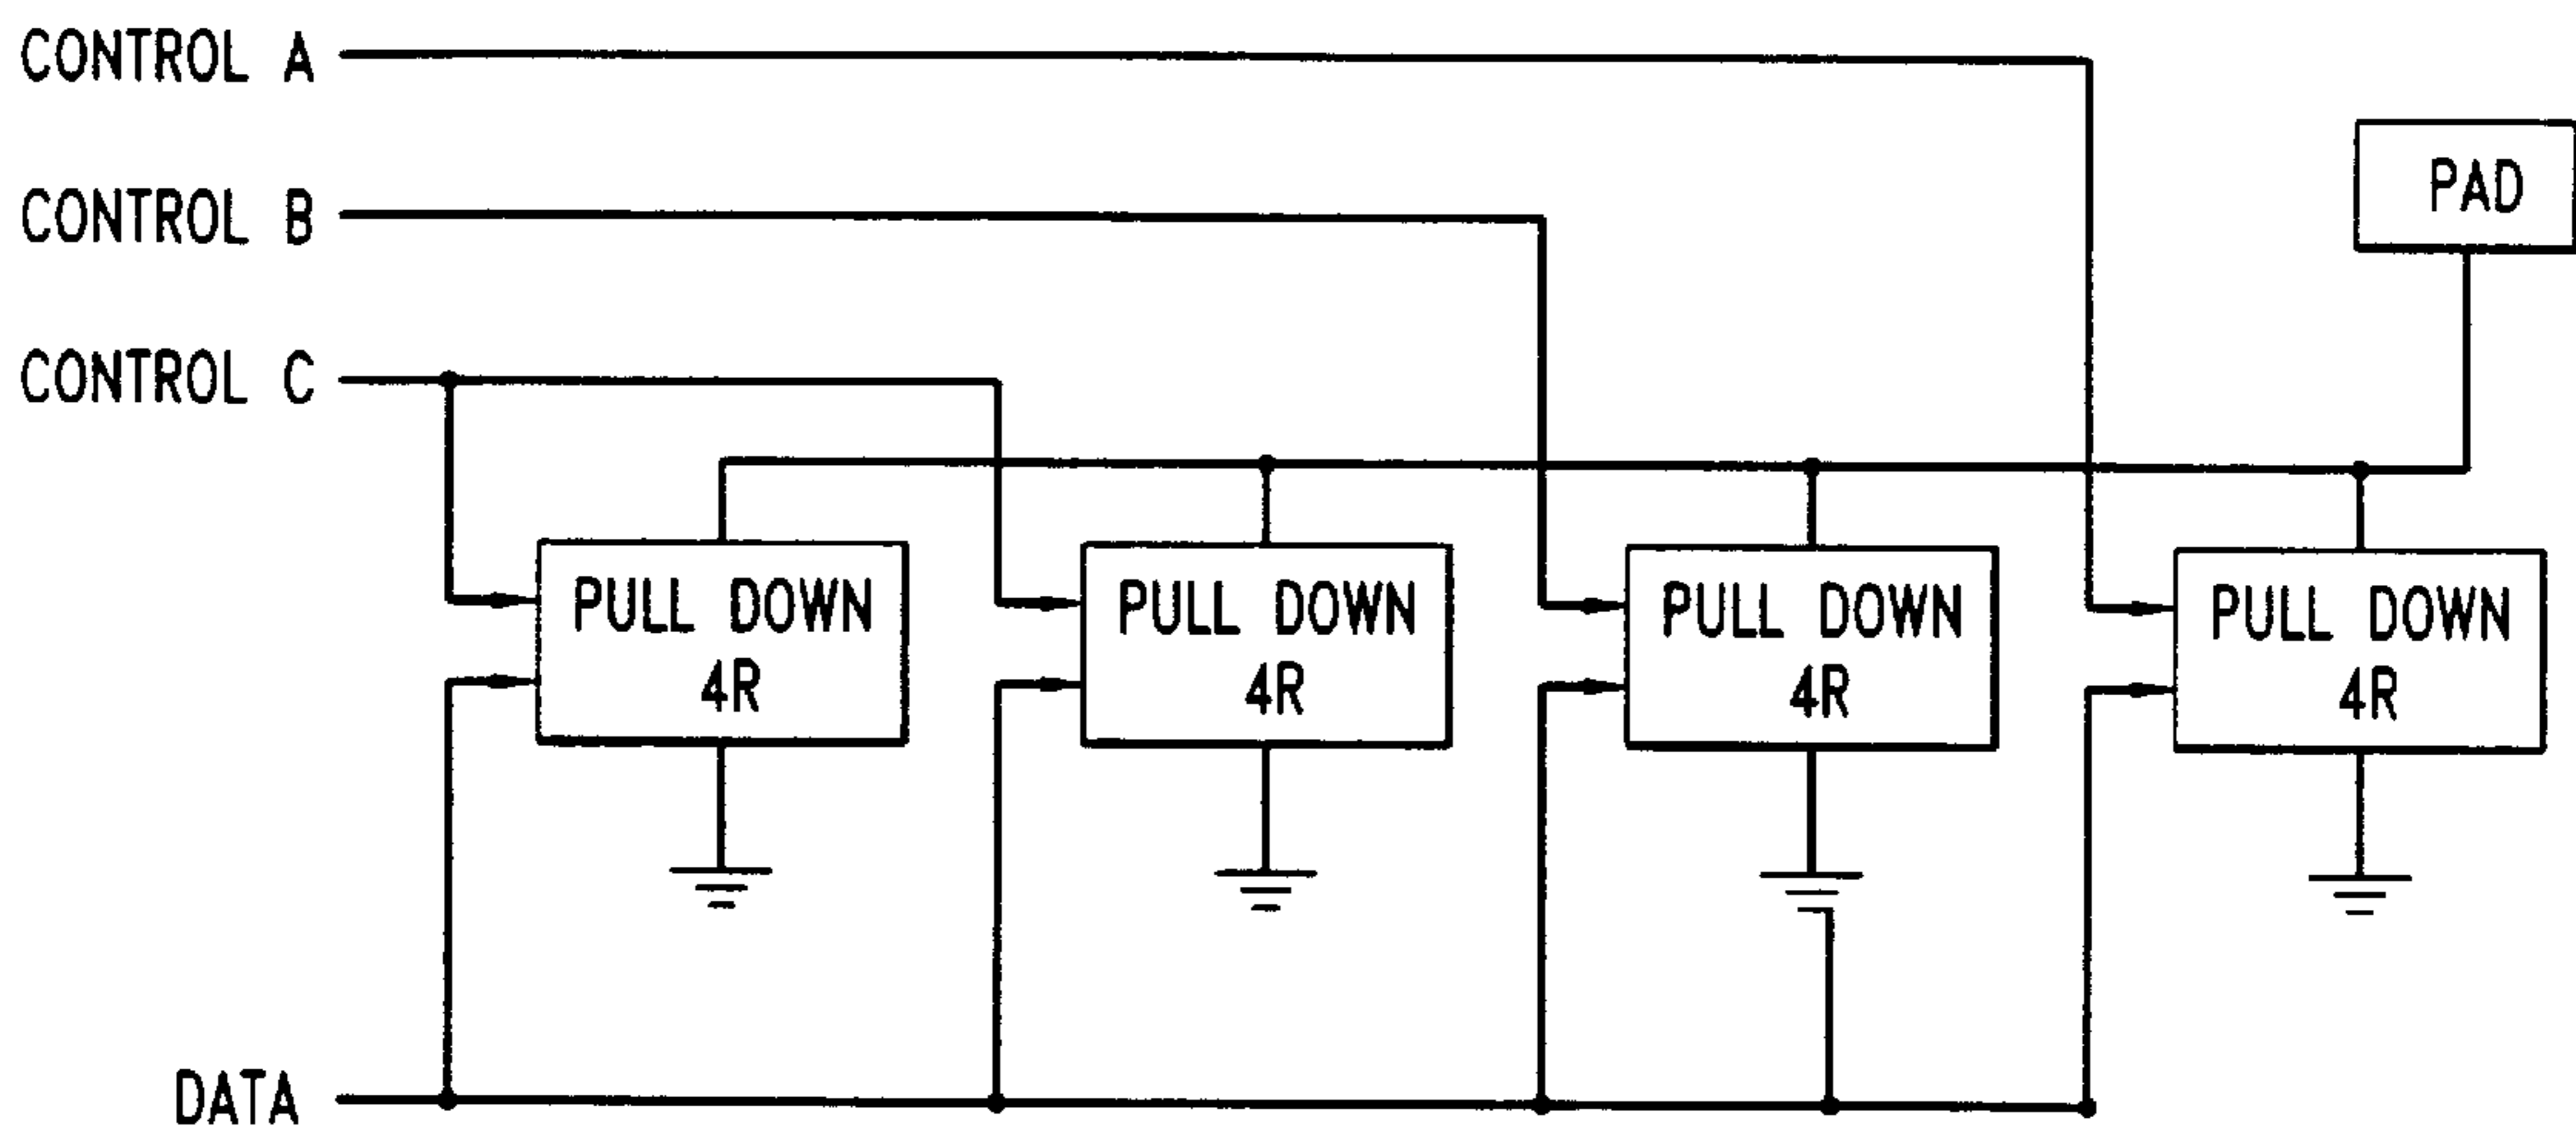 CONTROL A
CONTROL B
PAD
CONTROL C
PULL DOWN
4R
PULL DOWN
4R
PULL DOWN
4R
PULL DOWN
4R
DATA